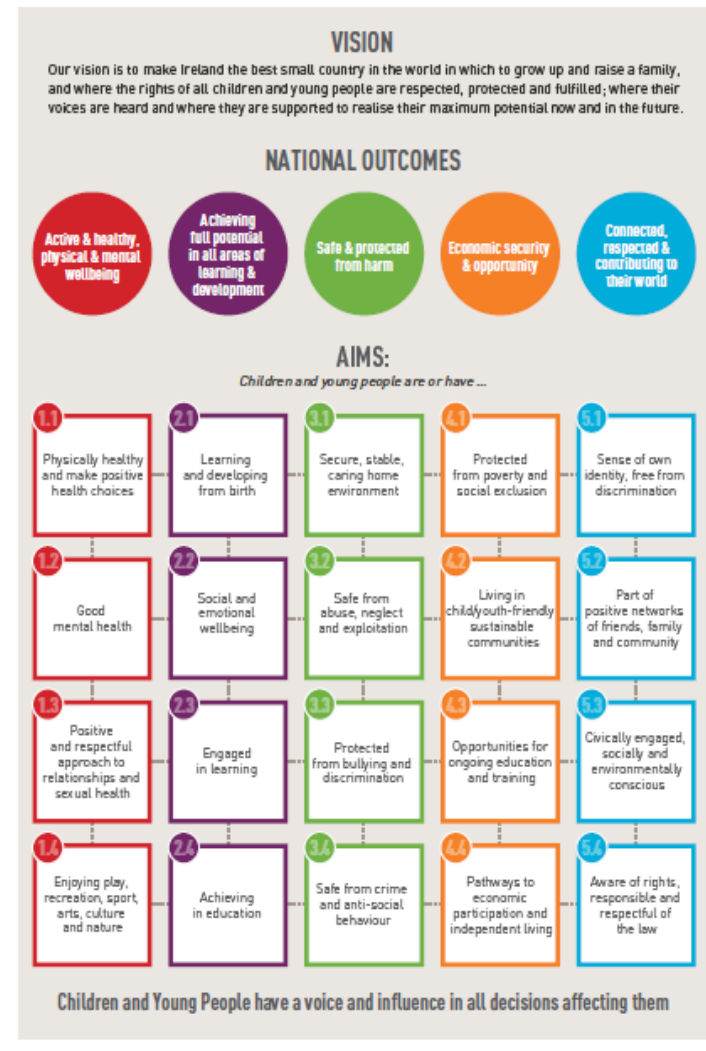 VISION
Our vision is to make Ireland the best small country in the world in which to grow up and raise a family,
and where the rights of all children and young people are respected, protected and fulfilled; where their
voices are heard and where they are supported to realise their maximum potential now and in the future.
NATIONAL OUTCOMES
Active & healthy,
physical & mental
wellbeing
Achieving
full potential
in all areas of
learning &
development
Safe & protected
from harm
Economic security
& opportunity
Connected,
respected &
contributing to
their world
AIMS:
Children and young people are or have ...
1.1
Physically healthy
and make positive
health choices
2.1
Learning
and developing
from birth
3.1
Secure, stable,
caring home
environment
4.1
Protected
from poverty and
social exclusion
5.1
Sense of own
identity, free from
discrimination
1.2
Good
mental health
2.2
Social and
emotional
wellbeing
3.2
Safe from
abuse, neglect
and exploitation
4.2
Living in
child/youth-friendly
sustainable
communities
5.2
Part of
positive networks
of friends, family
and community
1.3
Positive
and respectful
approach to
relationships and
sexual health
2.3
Engaged
in learning
3.3
Protected
from bullying and
discrimination
4.3
Opportunities for
ongoing education
and training
5.3
Civically engaged,
socially and
environmentally
conscious
1.4
Enjoying play,
recreation, sport,
arts, culture
and nature
2.4
Achieving
in education
3.4
Safe from crime
and anti-social
behaviour
4.4
Pathways to
economic
participation and
independent living
5.4
Aware of rights,
responsible and
respectful of
the law
Children and Young People have a voice and influence in all decisions affecting them